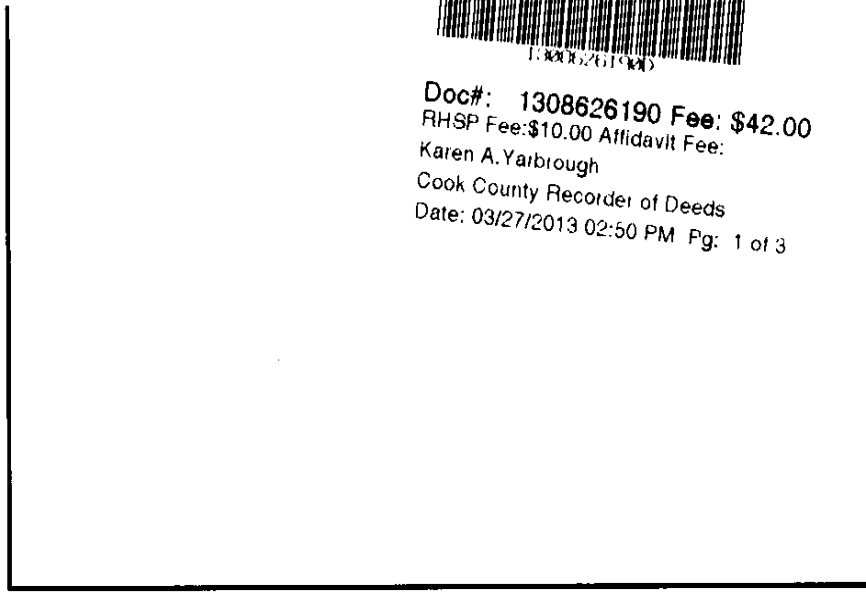 1308626190D
Doc#: 1308626190 Fee: $42.00
RHSP Fee:$10.00 Affidavit Fee:
Karen A.Yarbrough
Cook County Recorder of Deeds
Date: 03/27/2013 02:50 PM Pg: 1 of 3